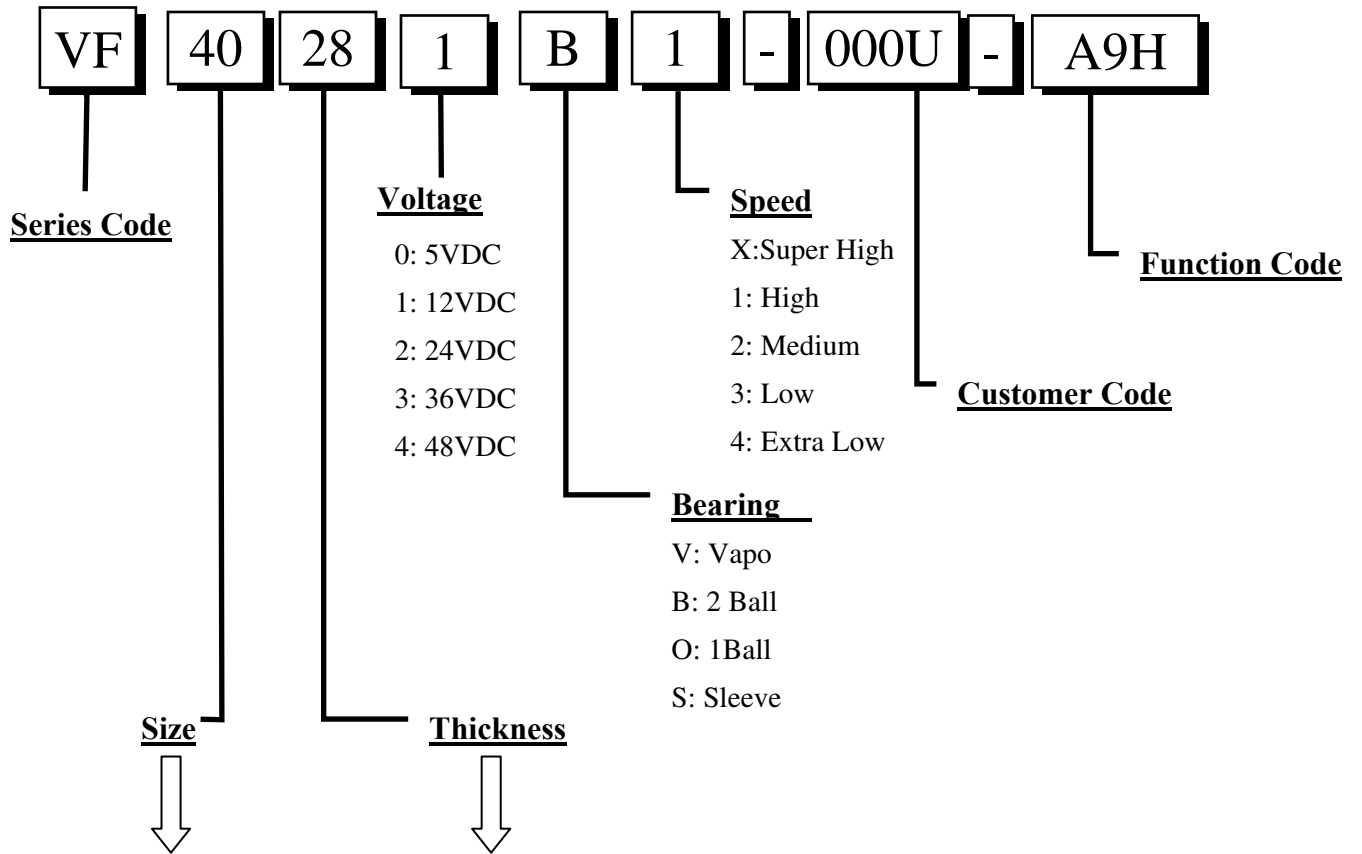 VF 40 28 1 B 1 - 000U - A9H
Series Code
Voltage
0: 5VDC
1: 12VDC
2: 24VDC
3: 36VDC
4: 48VDC
Speed
X:Super High
1: High
2: Medium
3: Low
4: Extra Low
Function Code
Customer Code
Bearing
V: Vapo
B: 2 Ball
O: 1Ball
S: Sleeve
Size
Thickness